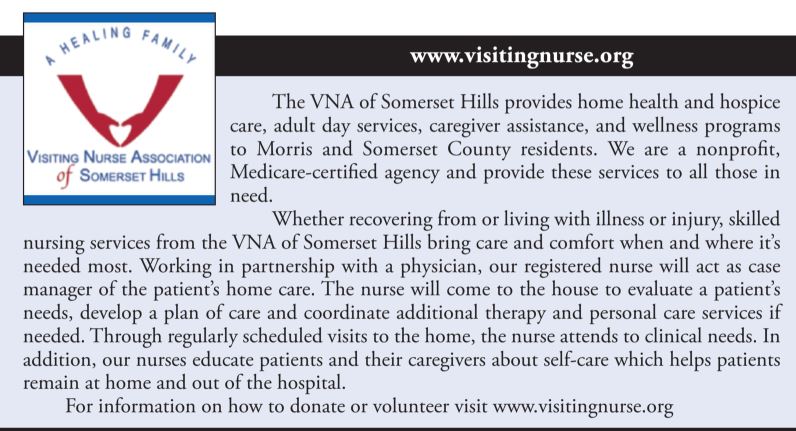 A HEALING FAMILY
VISITING NURSE ASSOCIATION
of SOMERSET HILLS
www.visitingnurse.org
The VNA of Somerset Hills provides home health and hospice
care, adult day services, caregiver assistance, and wellness programs
to Morris and Somerset County residents. We are a nonprofit,
Medicare-certified agency and provide these services to all those in
need.
Whether recovering from or living with illness or injury, skilled
nursing services from the VNA of Somerset Hills bring care and comfort when and where it’s
needed most. Working in partnership with a physician, our registered nurse will act as case
manager of the patient’s home care. The nurse will come to the house to evaluate a patient’s
needs, develop a plan of care and coordinate additional therapy and personal care services if
needed. Through regularly scheduled visits to the home, the nurse attends to clinical needs. In
addition, our nurses educate patients and their caregivers about self-care which helps patients
remain at home and out of the hospital.
For information on how to donate or volunteer visit www.visitingnurse.org